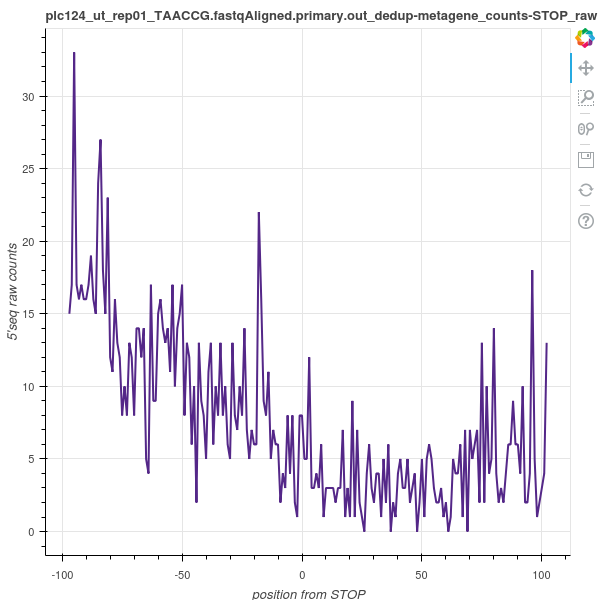 plc124_ut_rep01_TAACCG.fastqAligned.primary.out_dedup-metagene_counts-STOP_raw
30
25
20
15
10
5
0
5'seq raw counts
-100 -50 0 50 100
position from STOP